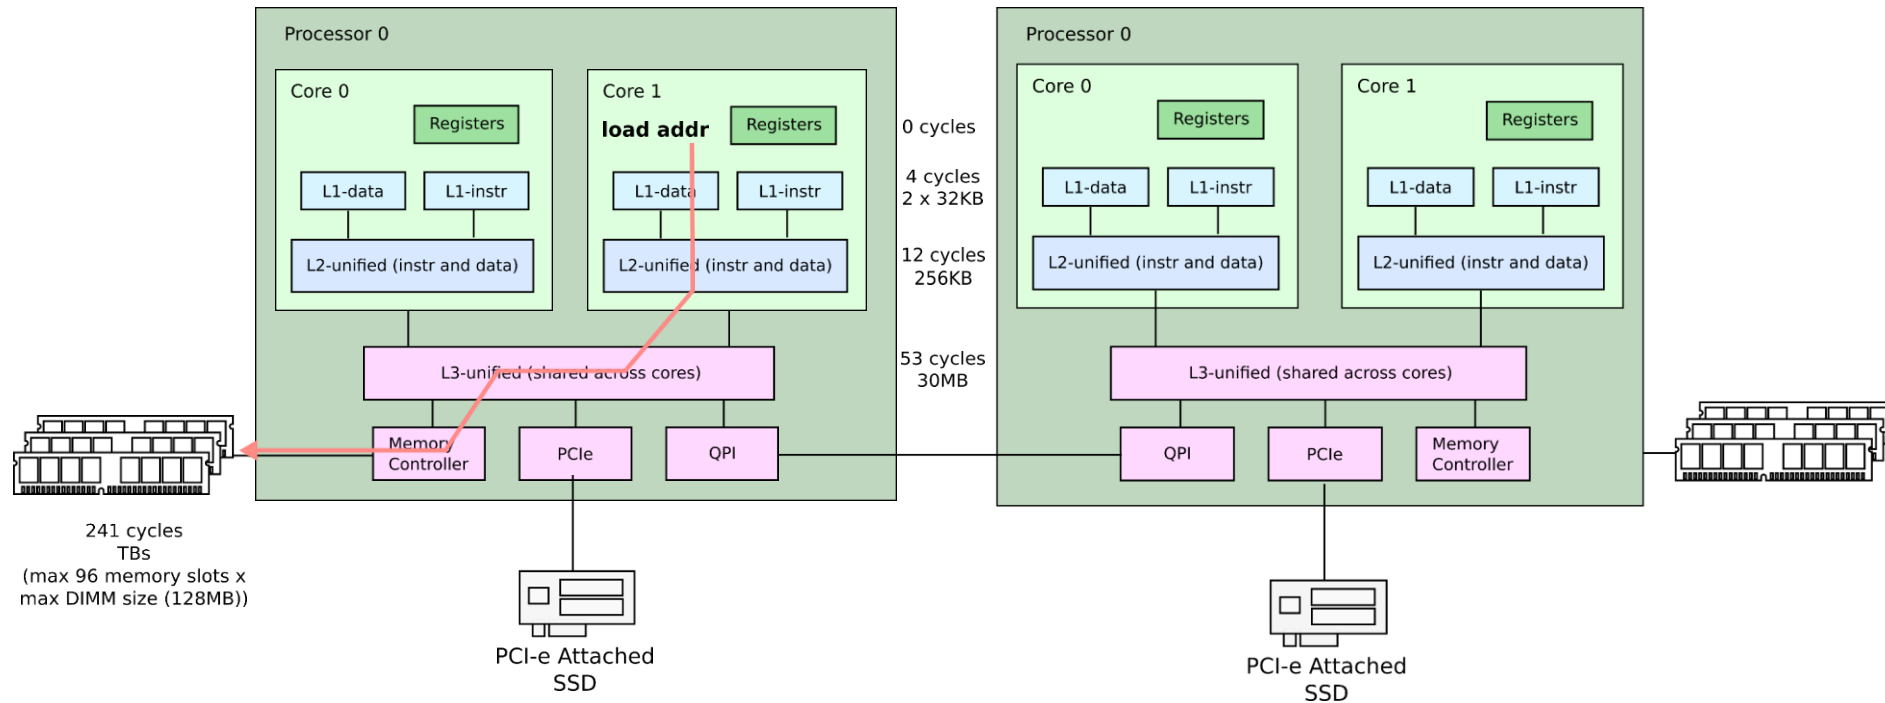 Processor 0
Core 0
Registers
L1-data
L1-instr
L2-unified (instr and data)
Core 1
load addr
Registers
L1-data
L1-instr
L2-unified (instr and data)
L3-unified (shared across cores)
Memory
Controller
PCIe
QPI
0 cycles
4 cycles
2 x 32KB
12 cycles
256KB
53 cycles
30MB
Processor 0
Core 0
Registers
L1-data
L1-instr
L2-unified (instr and data)
Core 1
Registers
L1-data
L1-instr
L2-unified (instr and data)
L3-unified (shared across cores)
QPI
PCIe
Memory
Controller
241 cycles
TBs
(max 96 memory slots x
max DIMM size (128MB))
PCI-e Attached
SSD
PCI-e Attached
SSD